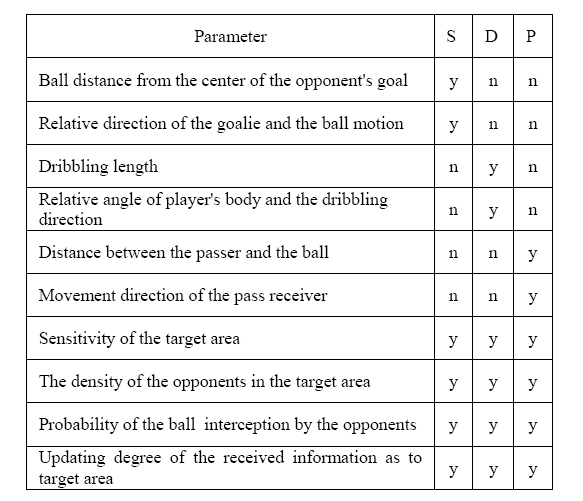 Parameter S D P
Ball distance from the center of the opponent's goal y n n
Relative direction of the goalie and the ball motion y n n
Dribbling length n y n
Relative angle of player's body and the dribbling
direction n y n
Distance between the passer and the ball n n y
Movement direction of the pass receiver n n y
Sensitivity of the target area y y y
The density of the opponents in the target area y y y
Probability of the ball interception by the opponents y y y
Updating degree of the received information as to
target area y y y